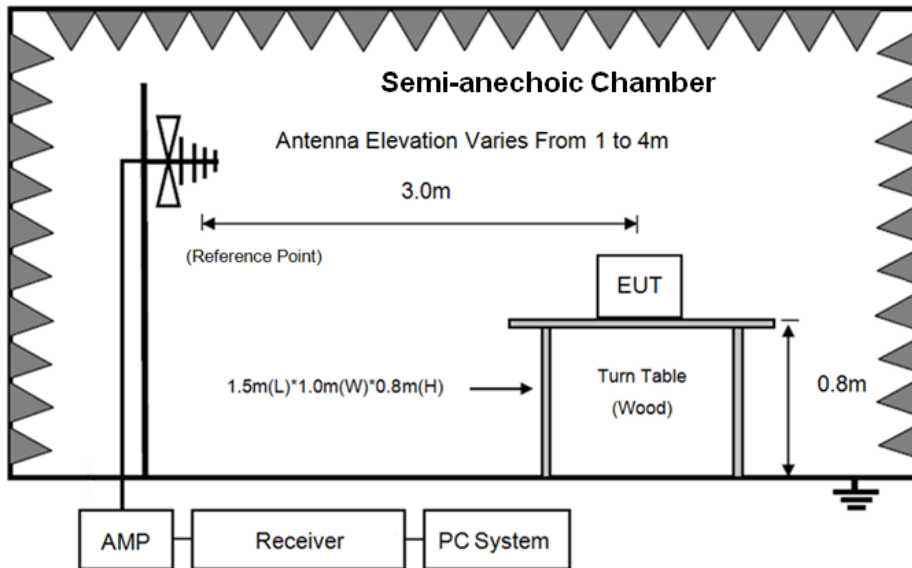 Semi-anechoic Chamber
Antenna Elevation Varies From 1 to 4m
3.0m
(Reference Point)
EUT
1.5m(L)*1.0m(W)*0.8m(H)
Turn Table
(Wood)
0.8m
AMP
Receiver
PC System